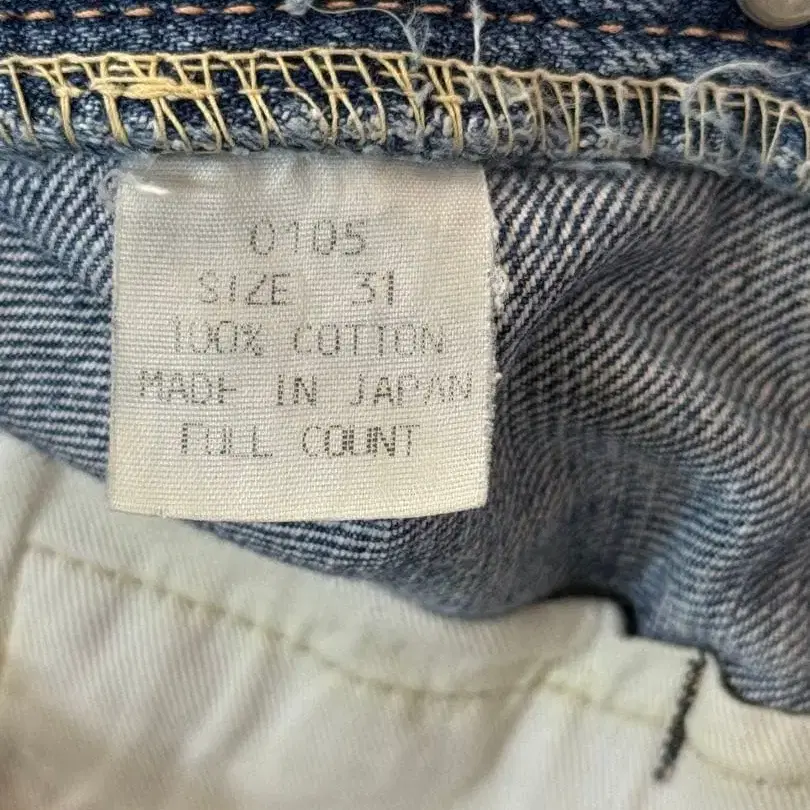 0105
SIZE 31
100% COTTON
MADE IN JAPAN
FULL COUNT